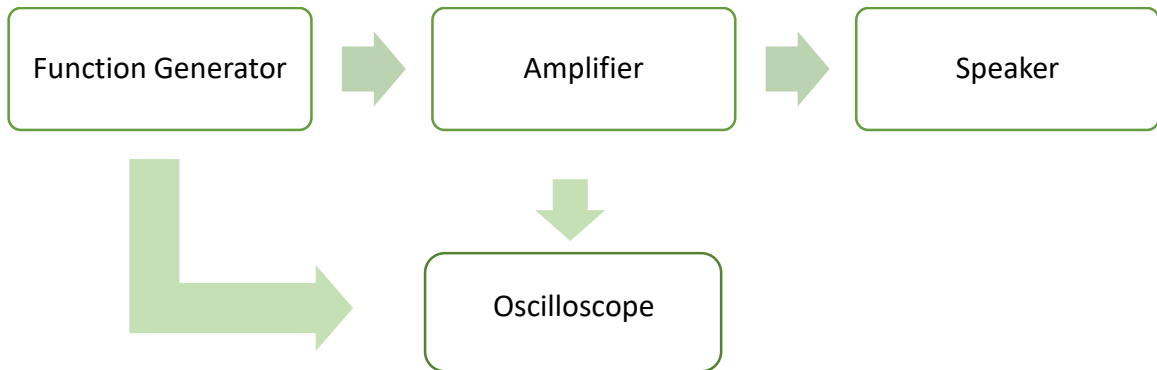 Function Generator
Amplifier
Speaker
Oscilloscope